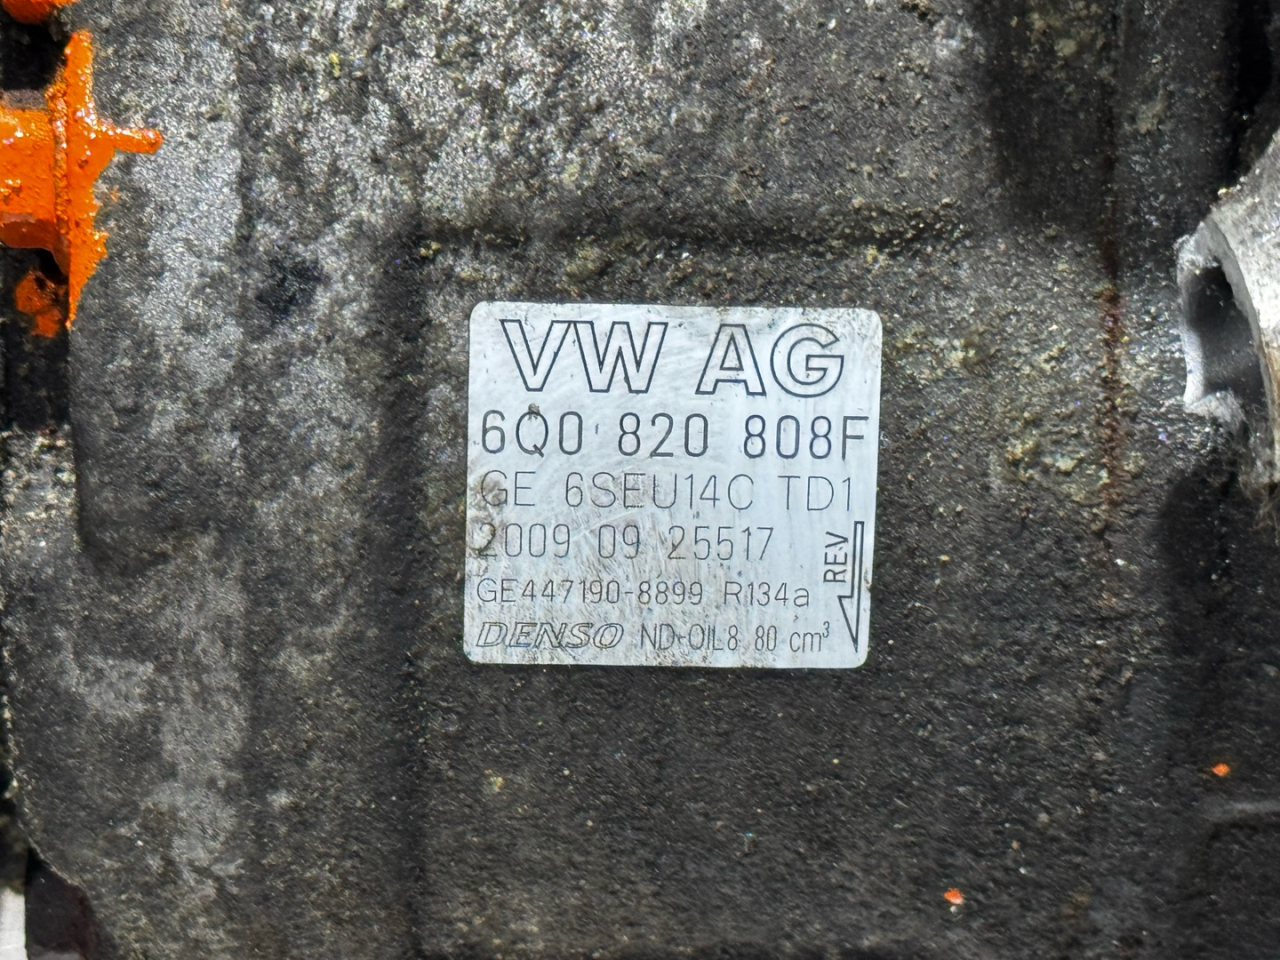 VW AG
6Q0 820 808F
GE 6SEU14C TD1
2009 09 25517
REV
GE447190-8899 R134a
DENSO ND-OIL8 80 cm³